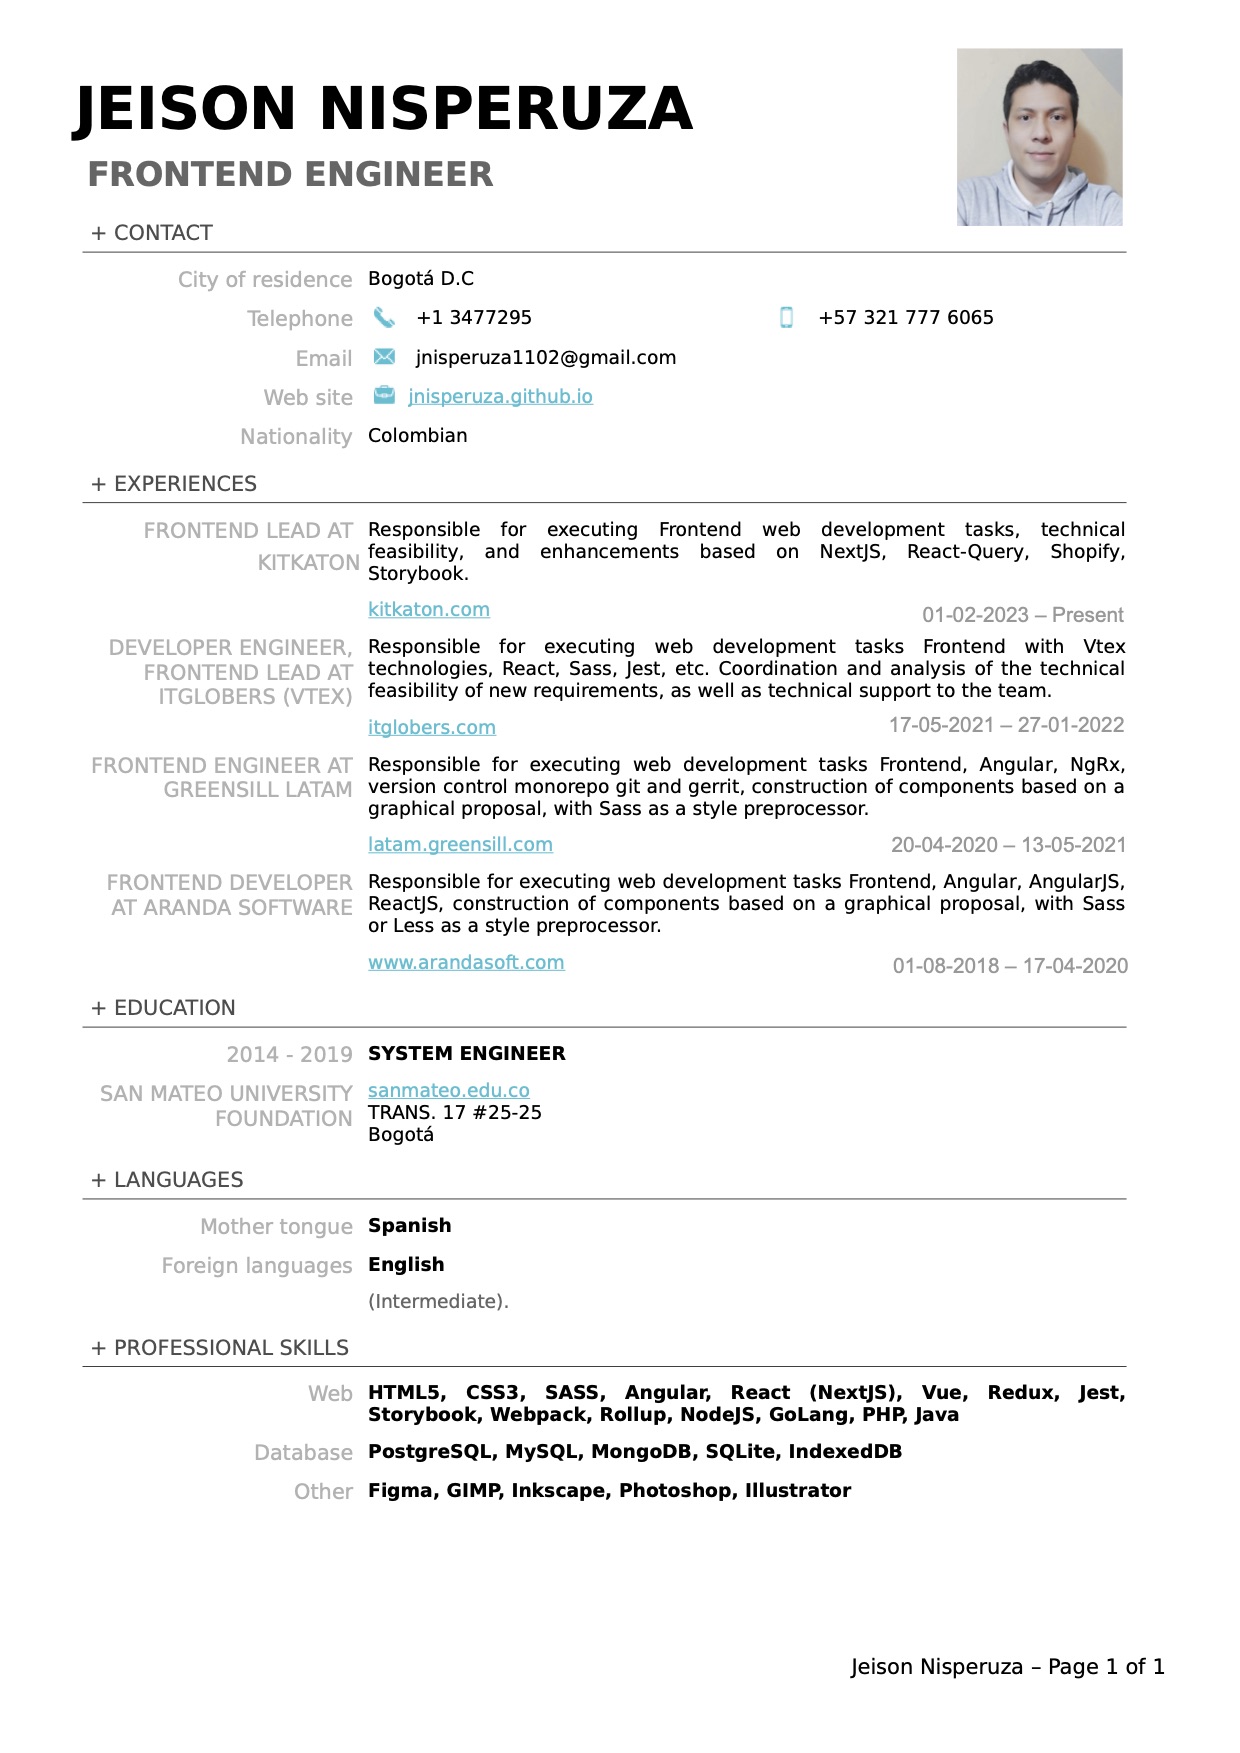 JEISON NISPERUZA
FRONTEND ENGINEER
+ CONTACT
City of residence Bogotá D.C
Telephone +1 3477295 +57 321 777 6065
Email jnisperuza1102@gmail.com
Web site jnisperuza.github.io
Nationality Colombian
+ EXPERIENCES
FRONTEND LEAD AT
KITKATON
Responsible for executing Frontend web development tasks, technical
feasibility, and enhancements based on NextJS, React-Query, Shopify,
Storybook.
kitkaton.com 01-02-2023 – Present
DEVELOPER ENGINEER,
FRONTEND LEAD AT
ITGLOBERS (VTEX)
Responsible for executing web development tasks Frontend with Vtex
technologies, React, Sass, Jest, etc. Coordination and analysis of the technical
feasibility of new requirements, as well as technical support to the team.
itglobers.com 17-05-2021 – 27-01-2022
FRONTEND ENGINEER AT
GREENSILL LATAM
Responsible for executing web development tasks Frontend, Angular, NgRx,
version control monorepo git and gerrit, construction of components based on a
graphical proposal, with Sass as a style preprocessor.
latam.greensill.com 20-04-2020 – 13-05-2021
FRONTEND DEVELOPER
AT ARANDA SOFTWARE
Responsible for executing web development tasks Frontend, Angular, AngularJS,
ReactJS, construction of components based on a graphical proposal, with Sass
or Less as a style preprocessor.
www.arandasoft.com 01-08-2018 – 17-04-2020
+ EDUCATION
2014 - 2019 SYSTEM ENGINEER
SAN MATEO UNIVERSITY
FOUNDATION
sanmateo.edu.co
TRANS. 17 #25-25
Bogotá
+ LANGUAGES
Mother tongue Spanish
Foreign languages English
(Intermediate).
+ PROFESSIONAL SKILLS
Web HTML5, CSS3, SASS, Angular, React (NextJS), Vue, Redux, Jest,
Storybook, Webpack, Rollup, NodeJS, GoLang, PHP, Java
Database PostgreSQL, MySQL, MongoDB, SQLite, IndexedDB
Other Figma, GIMP, Inkscape, Photoshop, Illustrator
Jeison Nisperuza – Page 1 of 1